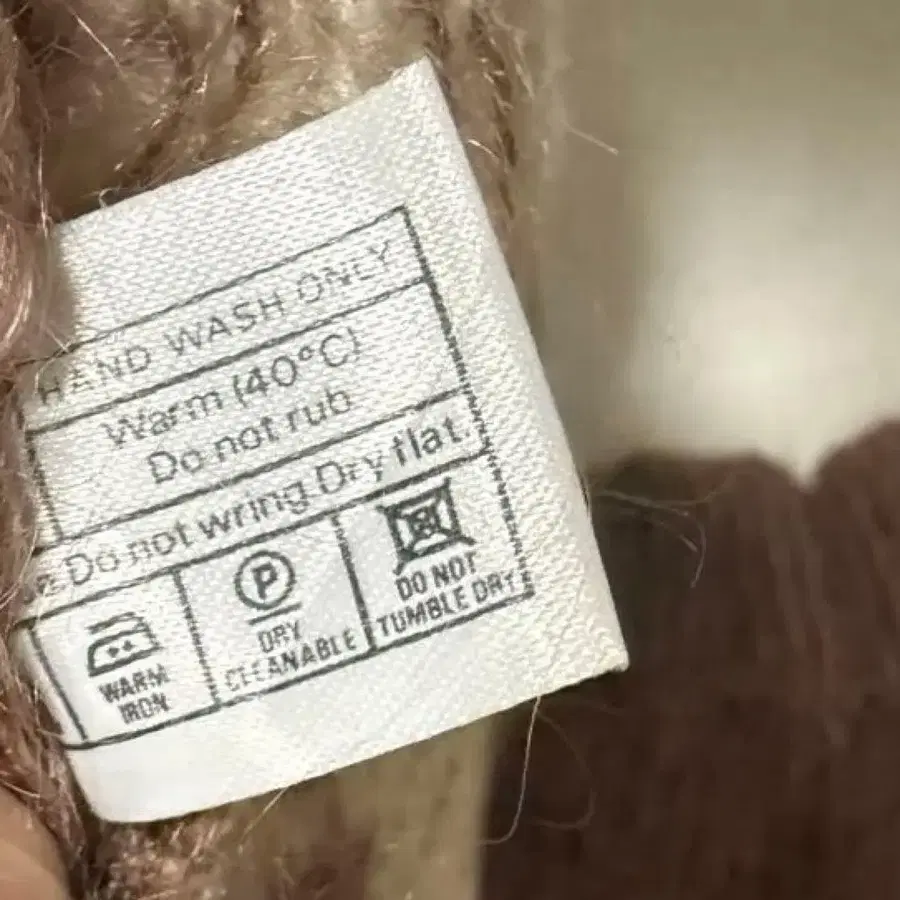 HAND WASH ONLY
Warm (40°C)
Do not rub
Do not wring Dry flat.
WARM
IRON
P
DRY
CLEANABLE
DO NOT
TUMBLE DRY